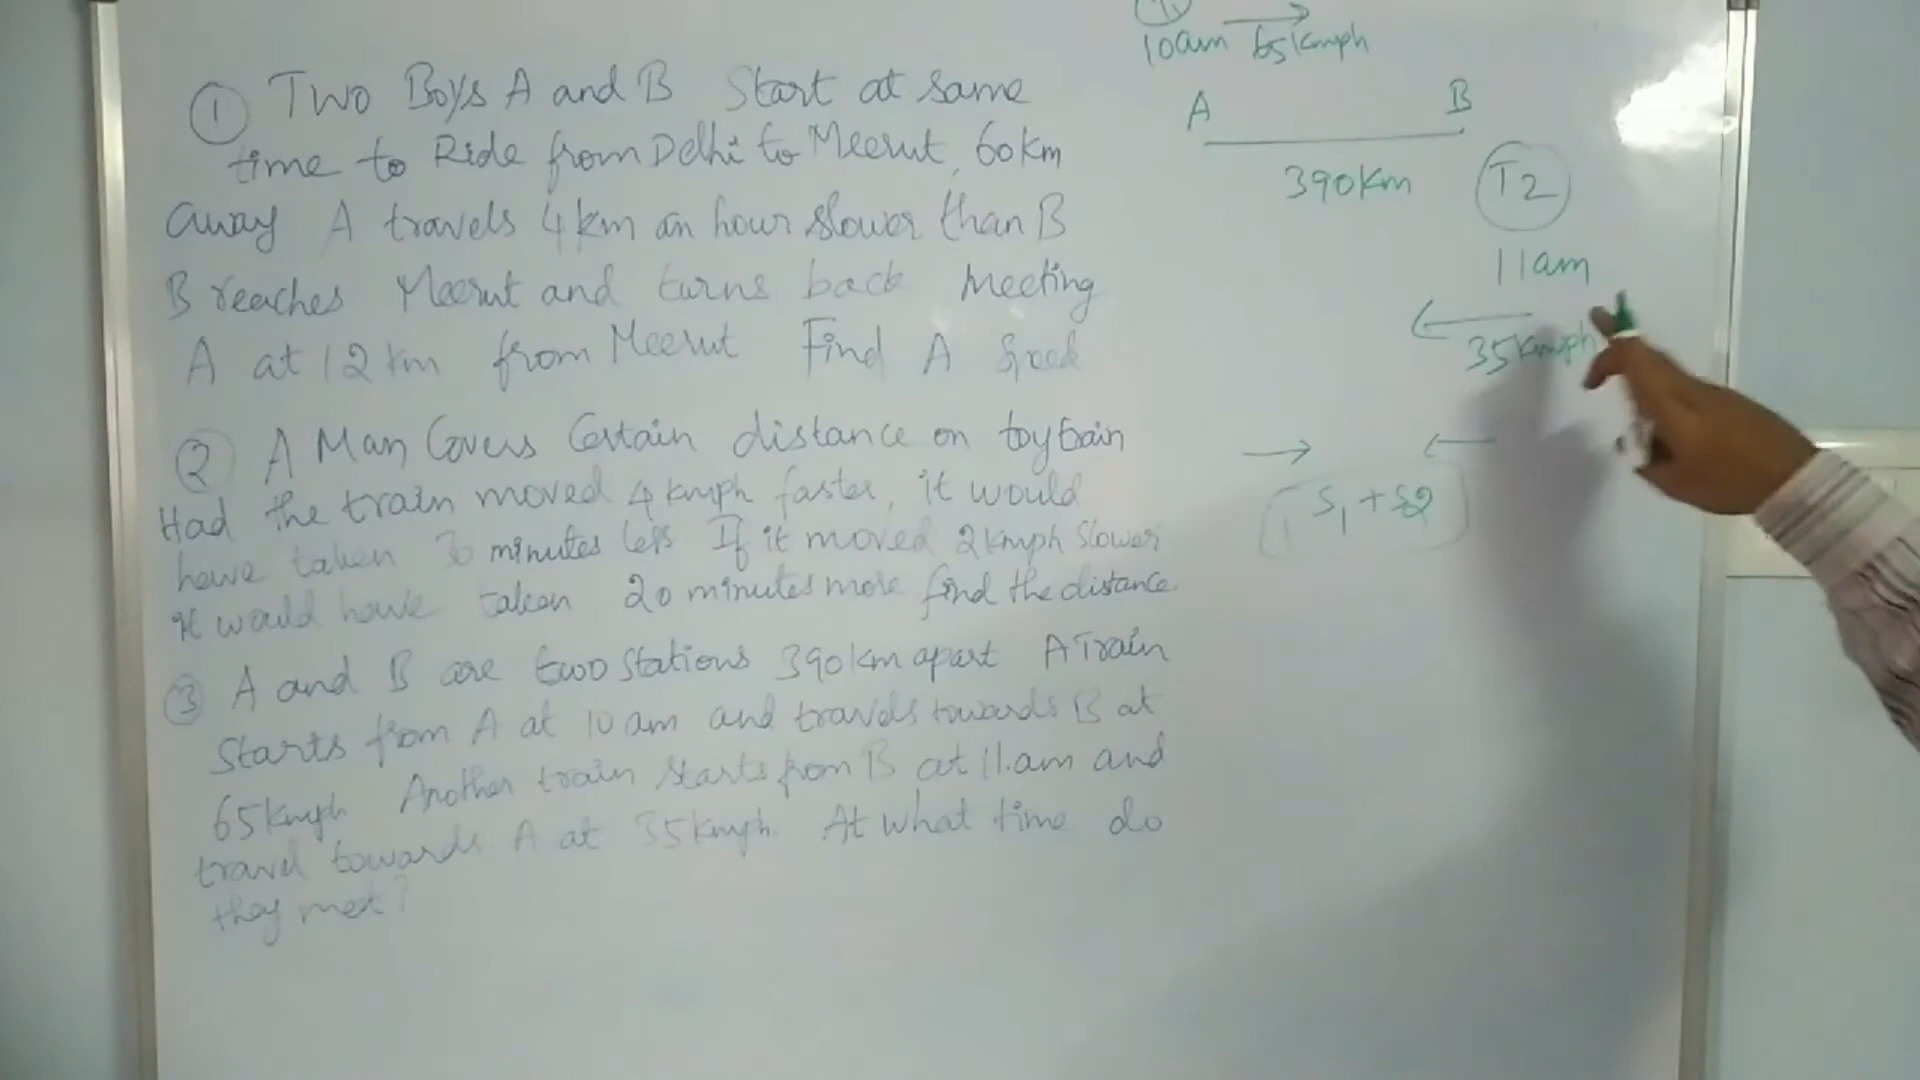 ① Two Boys A and B Start at same
time to Ride from Delhi to Meerut, 60km
away A travels 4km an hour slower than B
B reaches Meerut and turns back Meeting
A at 12 km from Meerut Find A Speed
② A Man Covers Certain distance on toy train
Had the train moved 4 kmph faster, it would
have taken 30 minutes less If it moved 2kmph slower
it would have taken 20 minutes more find the distance
③ A and B are two stations 390km apart A Train
Starts from A at 10 am and travels towards B at
65kmph Another train starts from B at 11.am and
travel towards A at 35kmph. At what time do
they met?
10am 65kmph
A B
390km
T2
11am
35kmph
S1 + S2